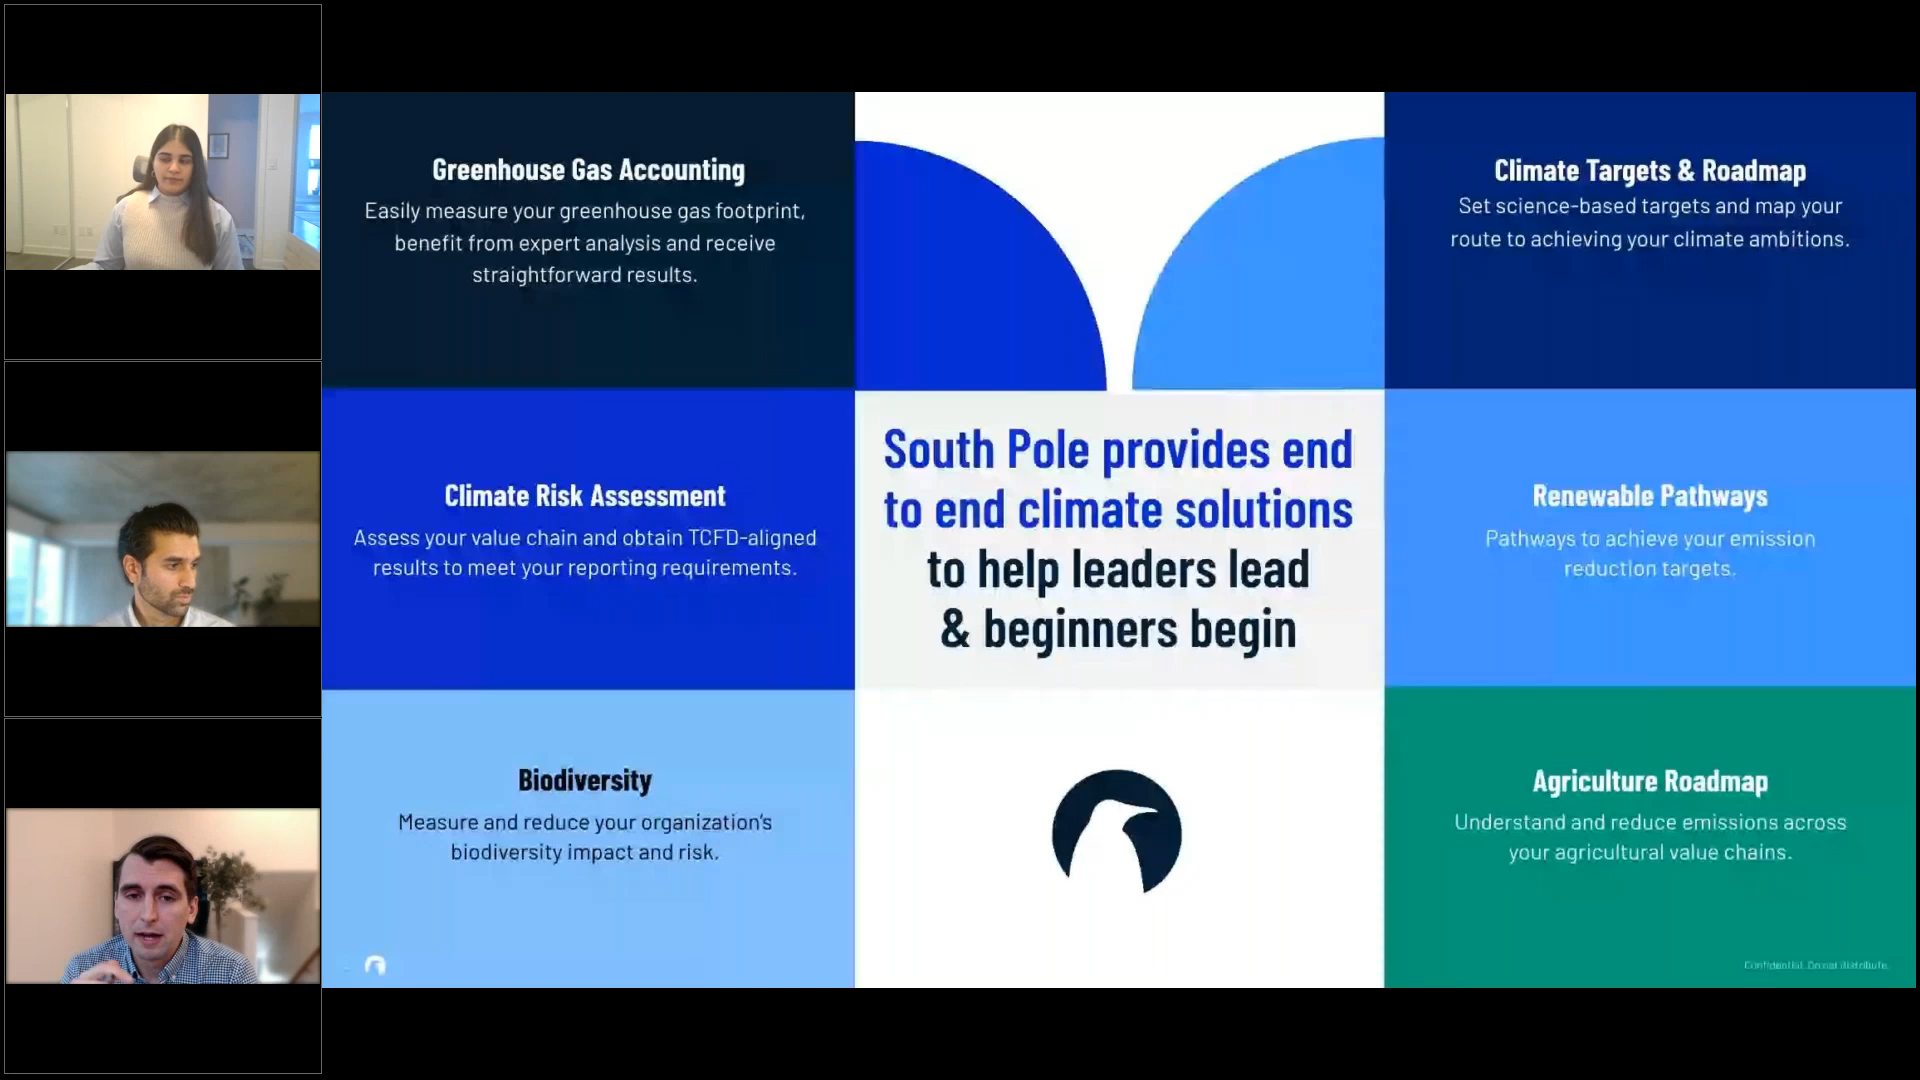 Greenhouse Gas Accounting
Easily measure your greenhouse gas footprint,
benefit from expert analysis and receive
straightforward results.
Climate Targets & Roadmap
Set science-based targets and map your
route to achieving your climate ambitions.
Climate Risk Assessment
Assess your value chain and obtain TCFD-aligned
results to meet your reporting requirements.
South Pole provides end
to end climate solutions
to help leaders lead
& beginners begin
Renewable Pathways
Pathways to achieve your emission
reduction targets.
Biodiversity
Measure and reduce your organization's
biodiversity impact and risk.
Agriculture Roadmap
Understand and reduce emissions across
your agricultural value chains.
Confidential. Do not distribute.